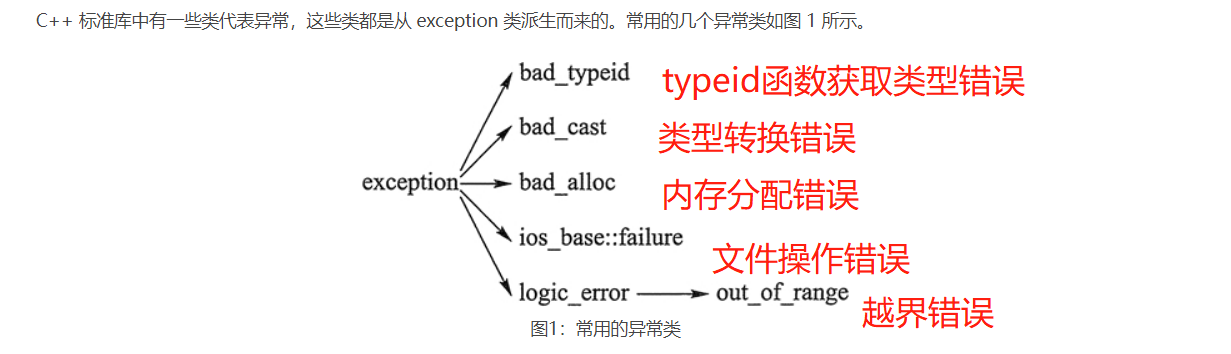 C++ 标准库中有一些类代表异常，这些类都是从 exception 类派生而来的。常用的几个异常类如图 1 所示。
bad_typeid typeid函数获取类型错误
bad_cast 类型转换错误
exception bad_alloc 内存分配错误
ios_base::failure 文件操作错误
logic_error out_of_range 越界错误
图1：常用的异常类